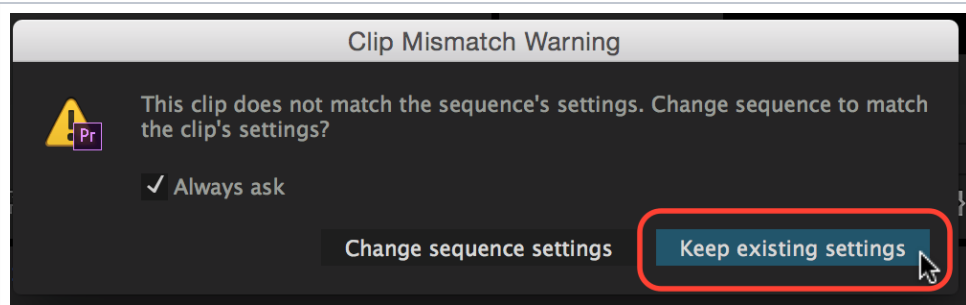 Clip Mismatch Warning
This clip does not match the sequence's settings. Change sequence to match
the clip's settings?
Pr
Always ask
Change sequence settings
Keep existing settings